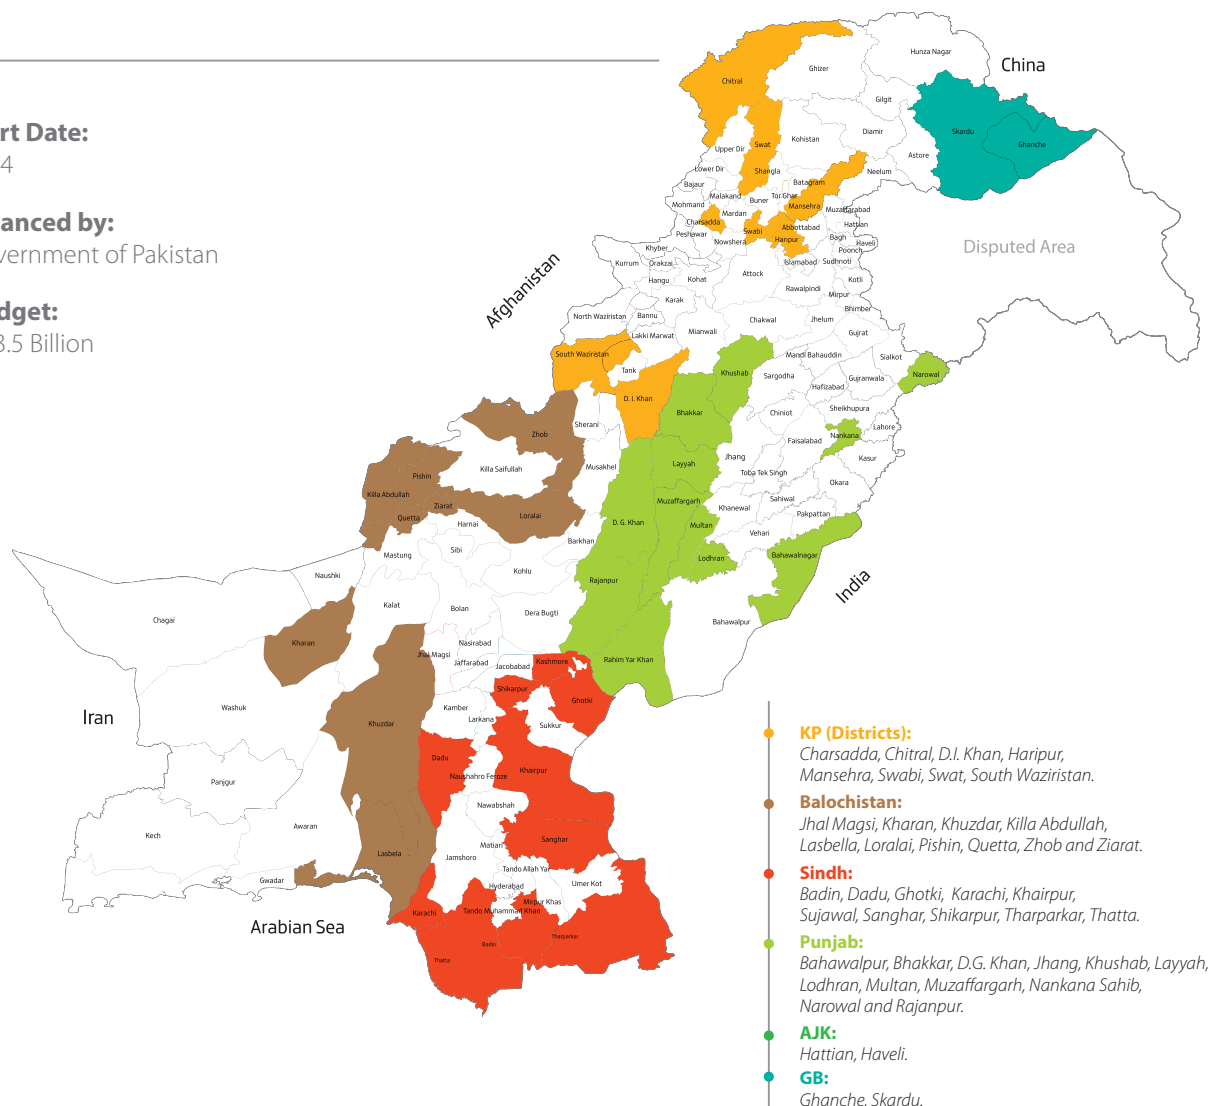 rt Date:
4
anced by:
vernment of Pakistan
dget:
3.5 Billion
China
Afghanistan
Disputed Area
India
Iran
Arabian Sea
Hunza Nagar
Chitral
Ghizer
Gilgit
Skardu
Ghanche
Diamir
Astore
Kohistan
Upper Dir
Swat
Lower Dir
Shangla
Neelum
Bajaur
Batagram
Malakand
Tor Ghar
Buner
Mohmand
Mansehra
Muzaffarabad
Mardan
Charsadda
Hattian
Abbottabad
Swabi
Peshawar
Nowshera
Hanpur
Bagh
Haveli
Poonch
Khyber
Islamabad
Sudhnoti
Kurrum
Orakzai
Attock
Hangu
Kohat
Kotli
Rawalpindi
Mirpur
Karak
Bhimber
North Waziristan
Bannu
Chakwal
Jhelum
Lakki Marwat
Mianwali
Gujrat
South Waziristan
Mandi Bahauddin
Sialkot
Tank
Khushab
Sargodha
Narowal
Gujranwala
Hafizabad
D. I. Khan
Bhakkar
Chiniot
Sheikhupura
Sherani
Lahore
Zhob
Nankana
Faisalabad
Jhang
Kasur
Layyah
Killa Saifullah
Musakhel
Toba Tek Singh
Pishin
Okara
Killa Abdullah
Muzaffargarh
Sahiwal
Ziarat
Khanewal
Pakpattan
Quetta
Loralai
D. G. Khan
Multan
Harnai
Vehari
Barkhan
Mastung
Sibi
Lodhran
Bahawalnagar
Naushki
Kohlu
Rajanpur
Kalat
Bolan
Dera Bugti
Chagai
Bahawalpur
Kharan
Nasirabad
Jhal Magsi
Jaffarabad
Jacobabad
Kashmore
Rahim Yar Khan
Shikarpur
Ghotki
Washuk
Kamber
Larkana
Khuzdar
Sukkur
Dadu
Khairpur
Naushahro Feroze
Panjgur
Nawabshah
Awaran
Kech
Sanghar
Matiari
Lasbela
Jamshoro
Tando Allah Yar
Gwadar
Hyderabad
Umer Kot
Mirpur Khas
Karachi
Tando Muhammad Khan
Tharparkar
Badin
Thatta
KP (Districts):
Charsadda, Chitral, D.I. Khan, Haripur,
Mansehra, Swabi, Swat, South Waziristan.
Balochistan:
Jhal Magsi, Kharan, Khuzdar, Killa Abdullah,
Lasbella, Loralai, Pishin, Quetta, Zhob and Ziarat.
Sindh:
Badin, Dadu, Ghotki, Karachi, Khairpur,
Sujawal, Sanghar, Shikarpur, Tharparkar, Thatta.
Punjab:
Bahawalpur, Bhakkar, D.G. Khan, Jhang, Khushab, Layyah,
Lodhran, Multan, Muzaffargarh, Nankana Sahib,
Narowal and Rajanpur.
AJK:
Hattian, Haveli.
GB:
Ghanche, Skardu.